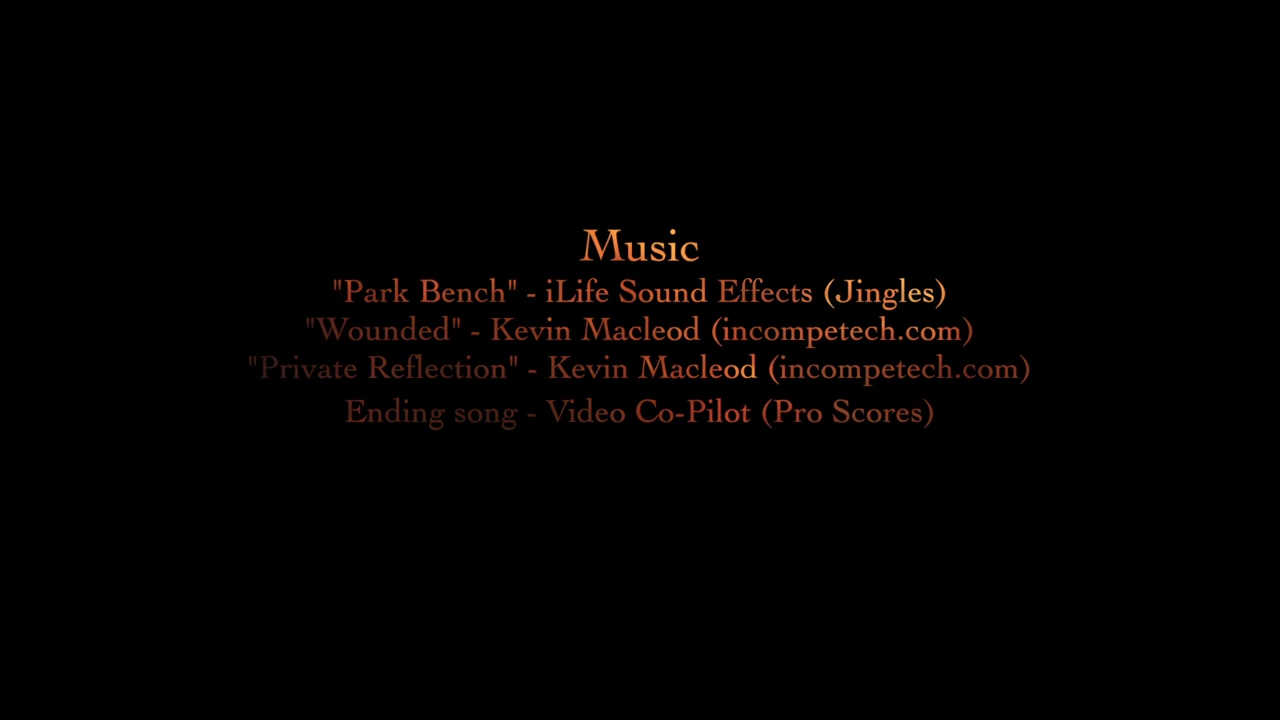 Music
"Park Bench" - iLife Sound Effects (Jingles)
"Wounded" - Kevin Macleod (incompetech.com)
"Private Reflection" - Kevin Macleod (incompetech.com)
Ending song - Video Co-Pilot (Pro Scores)